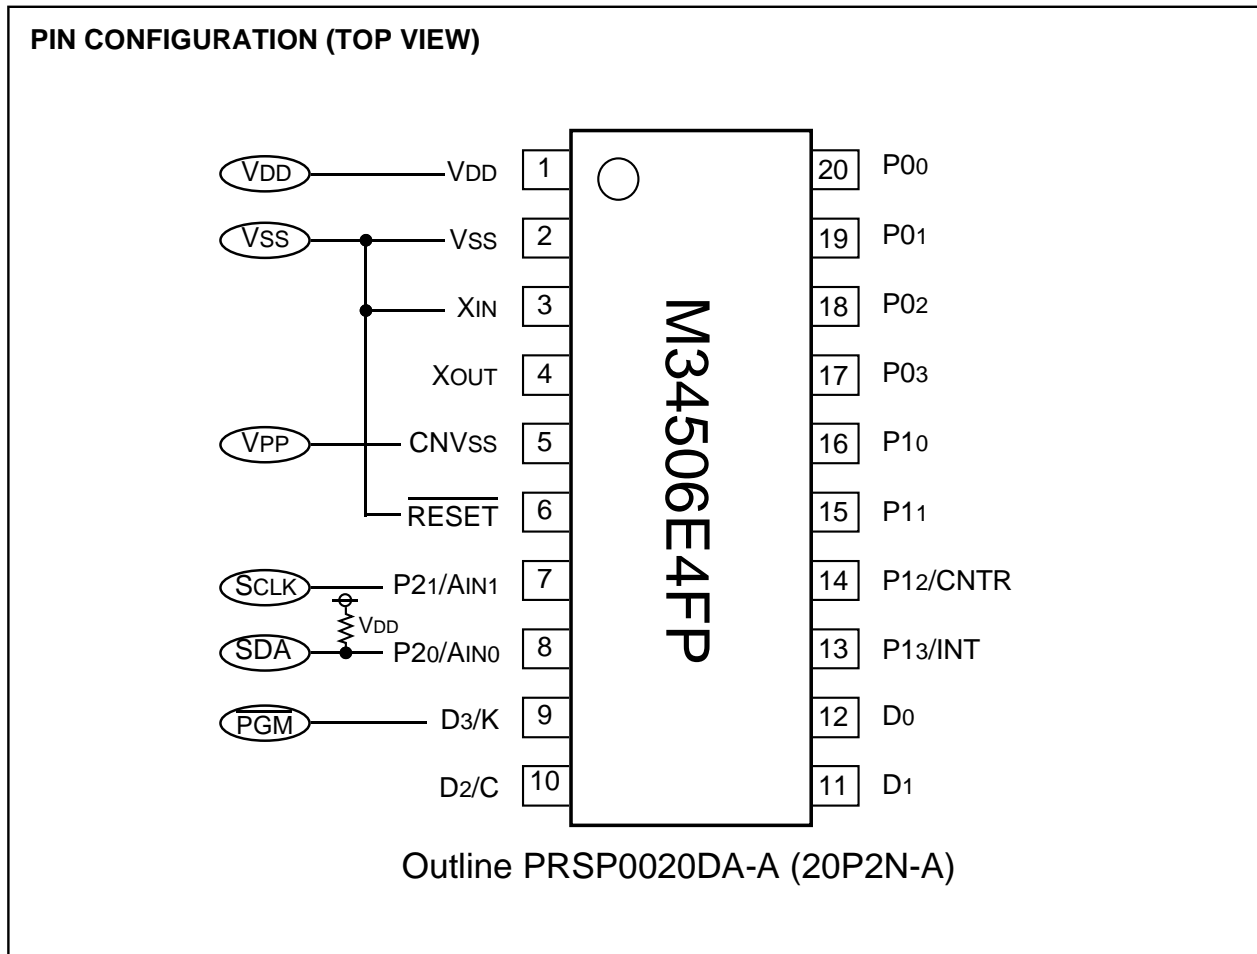 PIN CONFIGURATION (TOP VIEW)
VDD VDD 1 20 P00
VSS VSS 2 19 P01
XIN 3 18 P02
XOUT 4 17 P03
VPP CNVSS 5 16 P10
RESET 6 15 P11
SCLK P21/AIN1 7 14 P12/CNTR
VDD
SDA P20/AIN0 8 13 P13/INT
PGM D3/K 9 12 D0
D2/C 10 11 D1
M34506E4FP
Outline PRSP0020DA-A (20P2N-A)